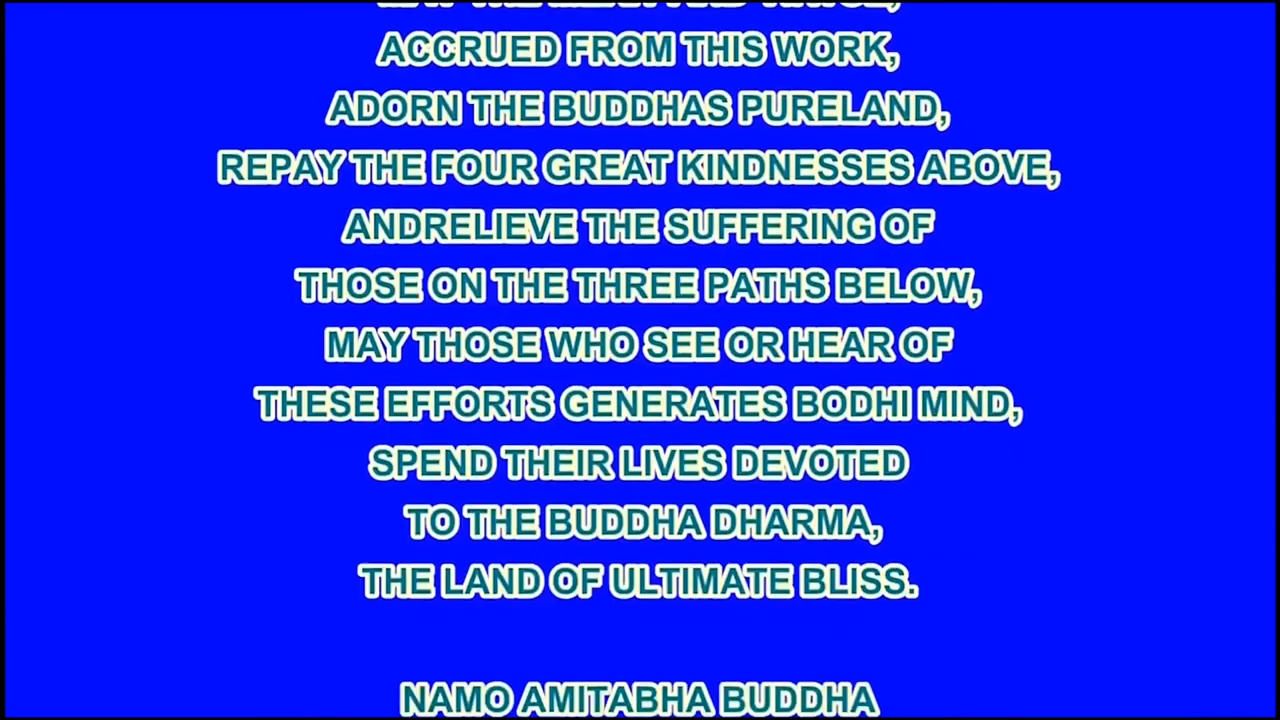 ACCRUED FROM THIS WORK,
ADORN THE BUDDHAS PURELAND,
REPAY THE FOUR GREAT KINDNESSES ABOVE,
ANDRELIEVE THE SUFFERING OF
THOSE ON THE THREE PATHS BELOW,
MAY THOSE WHO SEE OR HEAR OF
THESE EFFORTS GENERATES BODHI MIND,
SPEND THEIR LIVES DEVOTED
TO THE BUDDHA DHARMA,
THE LAND OF ULTIMATE BLISS.
NAMO AMITABHA BUDDHA